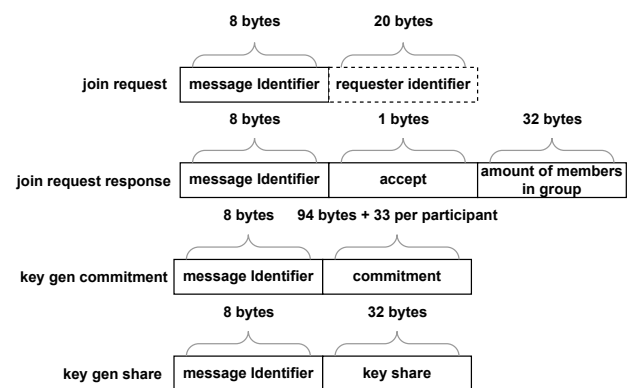 8 bytes 20 bytes
join request message Identifier requester identifier
8 bytes 1 bytes 32 bytes
join request response message Identifier accept amount of members
in group
8 bytes 94 bytes + 33 per participant
key gen commitment message Identifier commitment
8 bytes 32 bytes
key gen share message Identifier key share